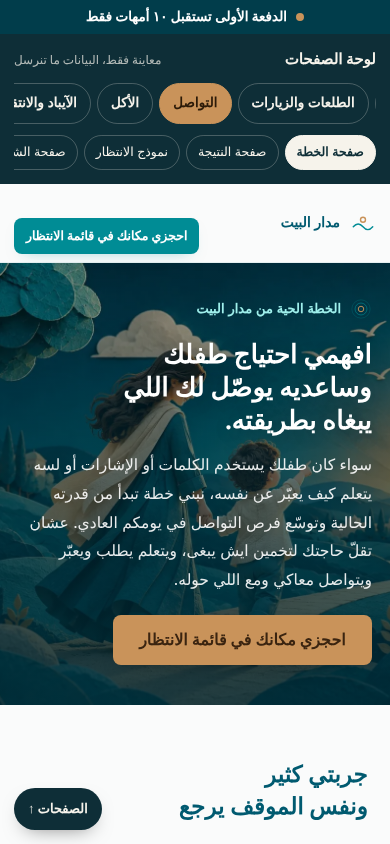 الدفعة الأولى تستقبل ١٠ أمهات فقط
لوحة الصفحات
معاينة فقط، البيانات ما تنرسل
الطلعات والزيارات
التواصل
الأكل
صفحة الخطة
صفحة النتيجة
نموذج الانتظار
مدار البيت
احجزي مكانك في قائمة الانتظار
الخطة الحية من مدار البيت
افهمي احتياج طفلك
وساعديه يوصّل لك اللي
يبغاه بطريقته.
سواء كان طفلك يستخدم الكلمات أو الإشارات أو لسه
يتعلم كيف يعبّر عن نفسه، نبني خطة تبدأ من قدرته
الحالية وتوسّع فرص التواصل في يومكم العادي. عشان
تقلّ حاجتك لتخمين ايش يبغى، ويتعلم يطلب ويعبّر
ويتواصل معاكي ومع اللي حوله.
احجزي مكانك في قائمة الانتظار
جربتي كثير
ونفس الموقف يرجع
الصفحات ↑